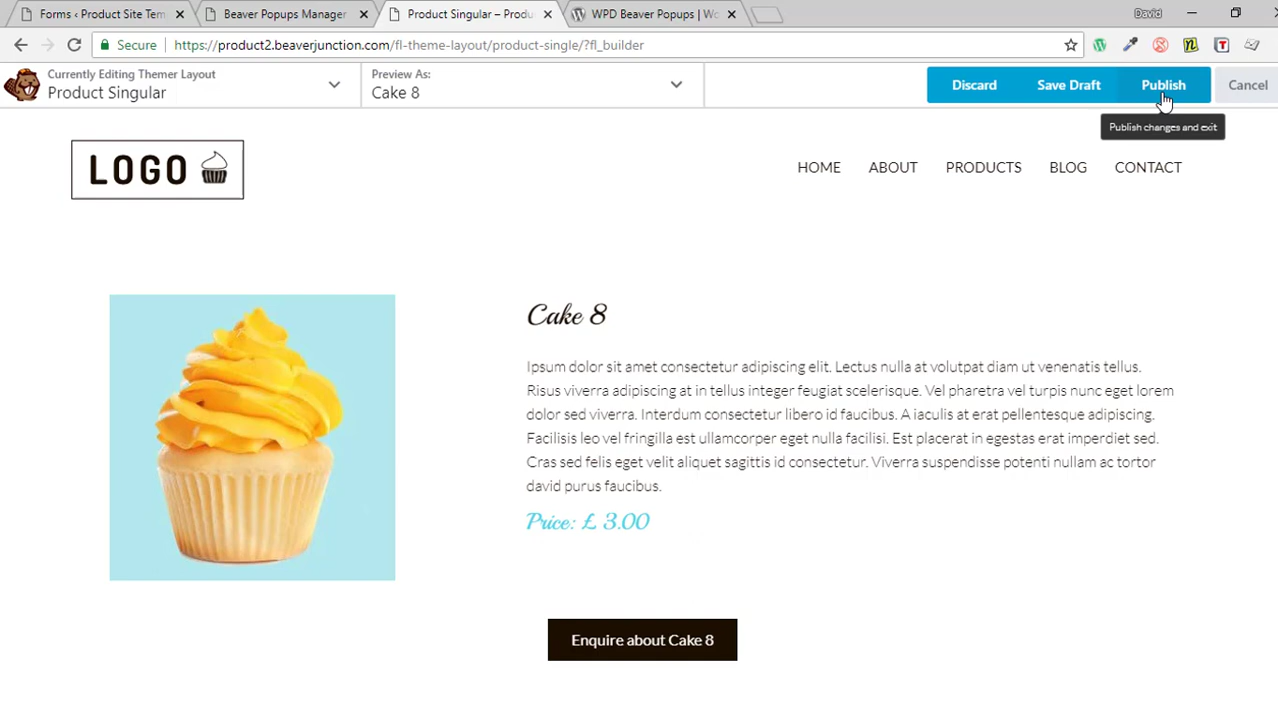 Forms ‹ Product Site Tem
Beaver Popups Manager
Product Singular – Produ
WPD Beaver Popups | Wo
David
Secure
https://product2.beaverjunction.com/fl-theme-layout/product-single/?fl_builder
Currently Editing Themer Layout
Product Singular
Preview As:
Cake 8
Discard
Save Draft
Publish
Cancel
Publish changes and exit
LOGO
HOME
ABOUT
PRODUCTS
BLOG
CONTACT
Cake 8
Ipsum dolor sit amet consectetur adipiscing elit. Lectus nulla at volutpat diam ut venenatis tellus.
Risus viverra adipiscing at in tellus integer feugiat scelerisque. Vel pharetra vel turpis nunc eget lorem
dolor sed viverra. Interdum consectetur libero id faucibus. A iaculis at erat pellentesque adipiscing.
Facilisis leo vel fringilla est ullamcorper eget nulla facilisi. Est placerat in egestas erat imperdiet sed.
Cras sed felis eget velit aliquet sagittis id consectetur. Viverra suspendisse potenti nullam ac tortor
david purus faucibus.
Price: £ 3.00
Enquire about Cake 8